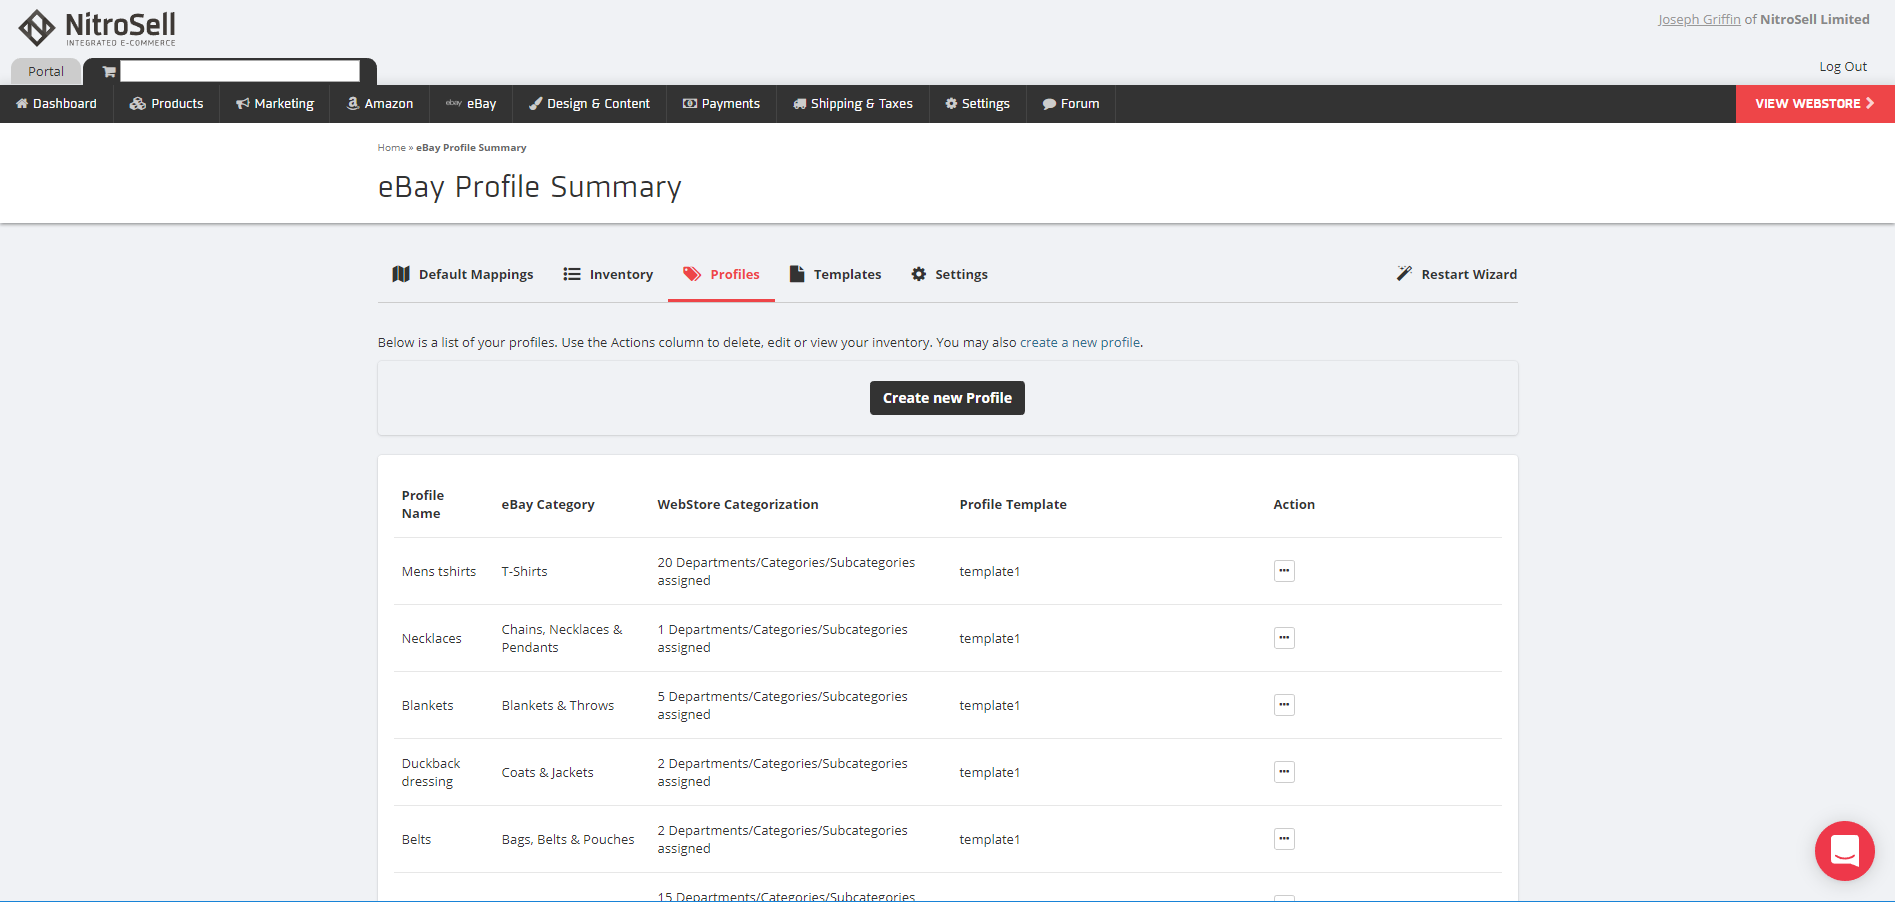 NitroSell
INTEGRATED E-COMMERCE
Joseph Griffin of NitroSell Limited
Portal
Log Out
Dashboard Products Marketing Amazon ebay eBay Design & Content Payments Shipping & Taxes Settings Forum VIEW WEBSTORE
Home » eBay Profile Summary
eBay Profile Summary
Default Mappings Inventory Profiles Templates Settings Restart Wizard
Below is a list of your profiles. Use the Actions column to delete, edit or view your inventory. You may also create a new profile.
Create new Profile
Profile Name eBay Category WebStore Categorization Profile Template Action
Mens tshirts T-Shirts 20 Departments/Categories/Subcategories assigned template1 ...
Necklaces Chains, Necklaces & Pendants 1 Departments/Categories/Subcategories assigned template1 ...
Blankets Blankets & Throws 5 Departments/Categories/Subcategories assigned template1 ...
Duckback dressing Coats & Jackets 2 Departments/Categories/Subcategories assigned template1 ...
Belts Bags, Belts & Pouches 2 Departments/Categories/Subcategories assigned template1 ...
15 Departments/Categories/Subcategories